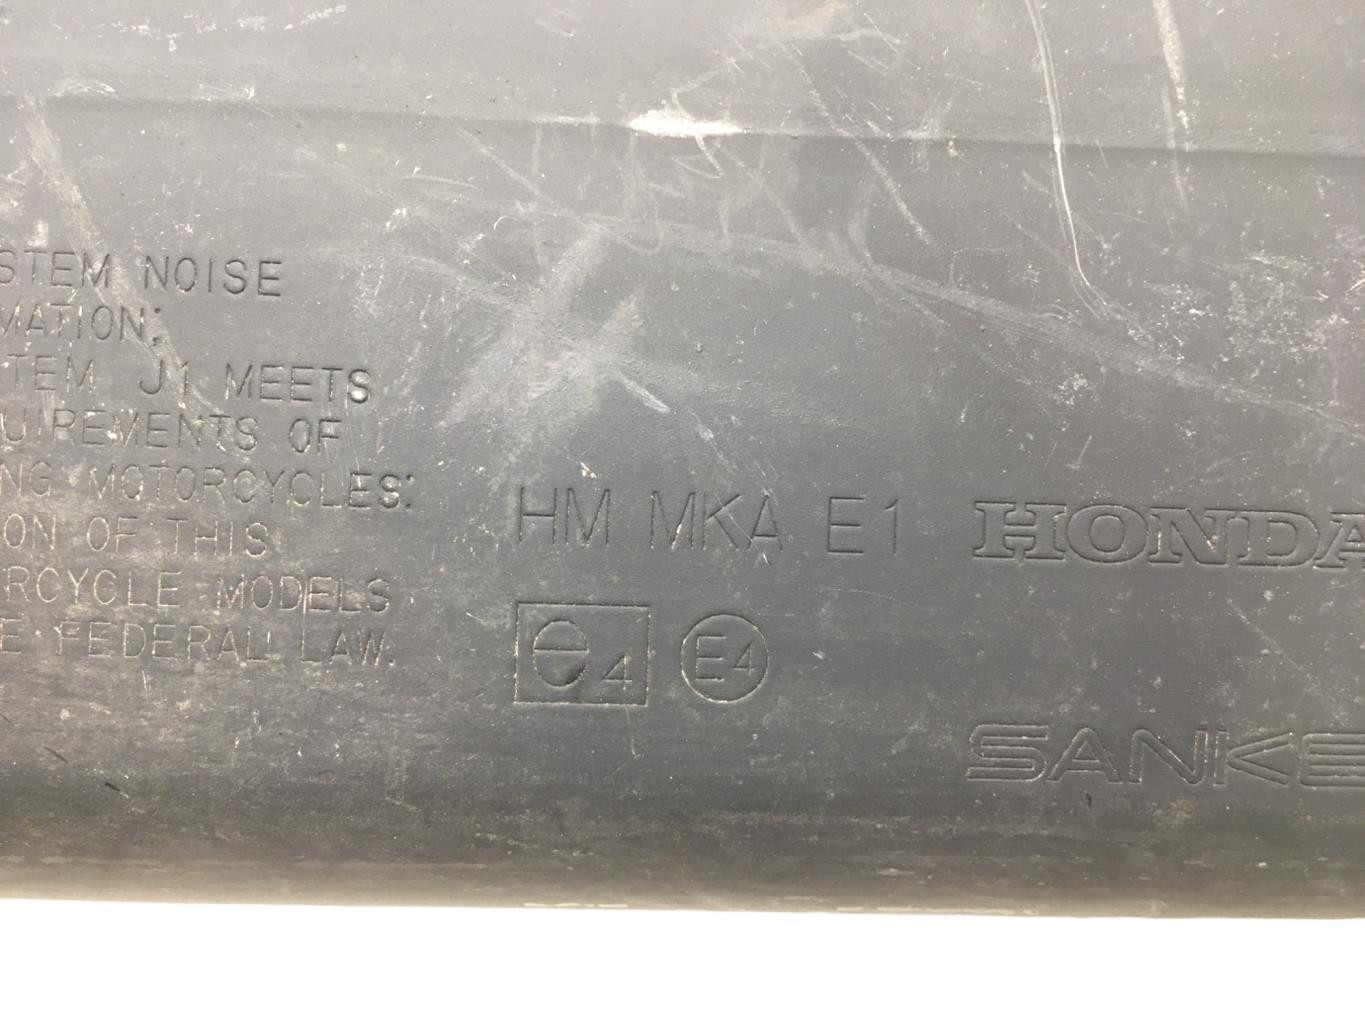 STEM NOISE
MATION:
TEM J1 MEETS
UIREMENTS OF
NG MOTORCYCLES:
ION OF THIS
RCYCLE MODELS
E FEDERAL LAW.
HM MKA E1
HONDA
e4
E4
SANKE